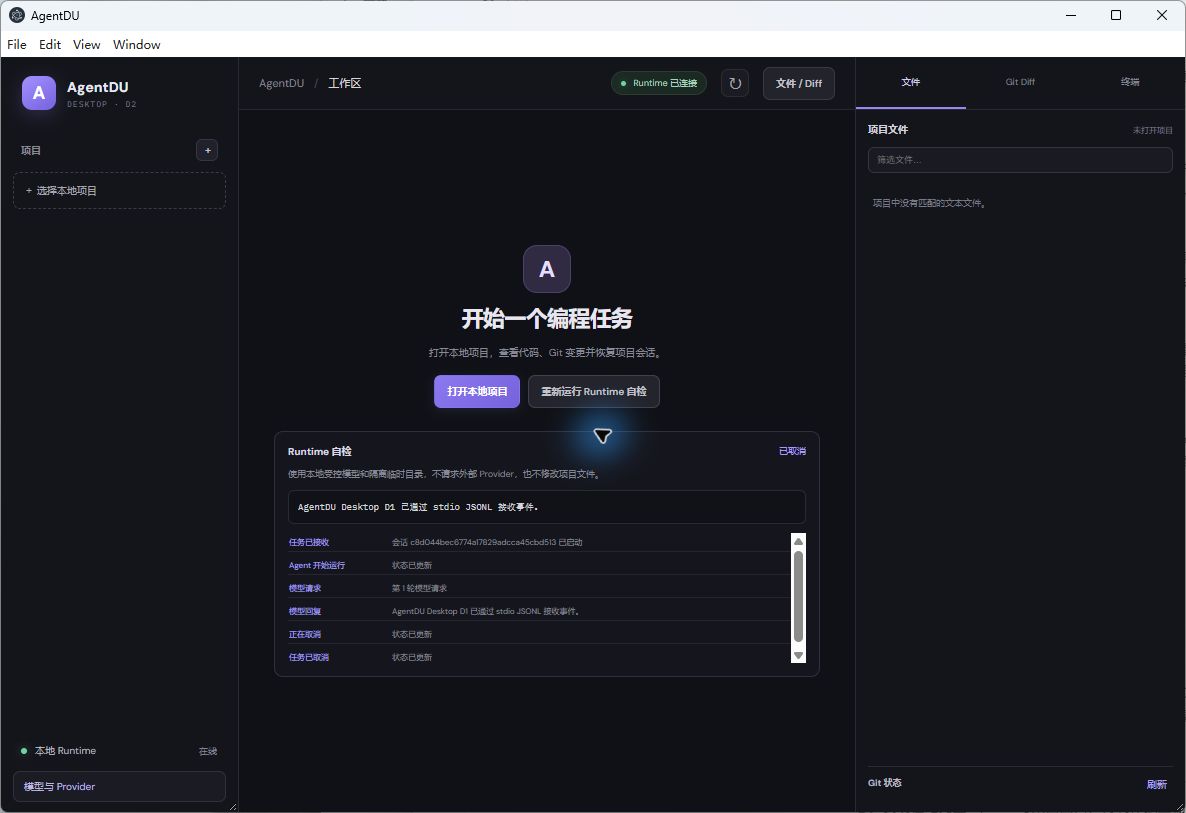 AgentDU
File Edit View Window
A
AgentDU
DESKTOP · D2
项目
+
+ 选择本地项目
本地 Runtime
在线
模型与 Provider
AgentDU / 工作区
Runtime 已连接
文件 / Diff
A
开始一个编程任务
打开本地项目，查看代码、Git 变更并恢复项目会话。
打开本地项目
重新运行 Runtime 自检
Runtime 自检
已取消
使用本地受控模型和隔离临时目录，不请求外部 Provider，也不修改项目文件。
AgentDU Desktop D1 已通过 stdio JSONL 接收事件。
任务已接收 会话 c8d044bec6774a17829adcca45cbd513 已启动
Agent 开始运行 状态已更新
模型请求 第 1 轮模型请求
模型回复 AgentDU Desktop D1 已通过 stdio JSONL 接收事件。
正在取消 状态已更新
任务已取消 状态已更新
文件 Git Diff 终端
项目文件
未打开项目
筛选文件...
项目中没有匹配的文本文件。
Git 状态
刷新